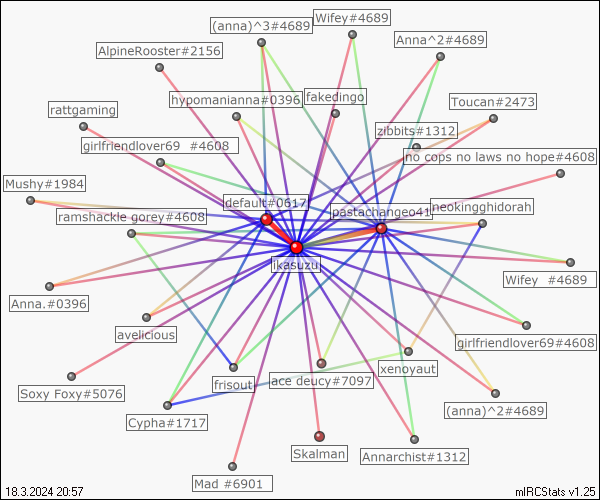 Wifey#4689
(anna)^3#4689
Anna^2#4689
AlpineRooster#2156
hypomanianna#0396
fakedingo
Toucan#2473
rattgaming
zibbits#1312
girlfriendlover69 #4608
no cops no laws no hope#4608
Mushy#1984
default#0617
pastachangeo41
neokingghidorah
ramshackle gorey#4608
ikasuzu
Wifey #4689
Anna.#0396
avelicious
girlfriendlover69#4608
xenoyaut
Soxy Foxy#5076
frisout
ace deucy#7097
(anna)^2#4689
Cypha#1717
Skalman
Annarchist#1312
Mad #6901
18.3.2024 20:57
mIRCStats v1.25